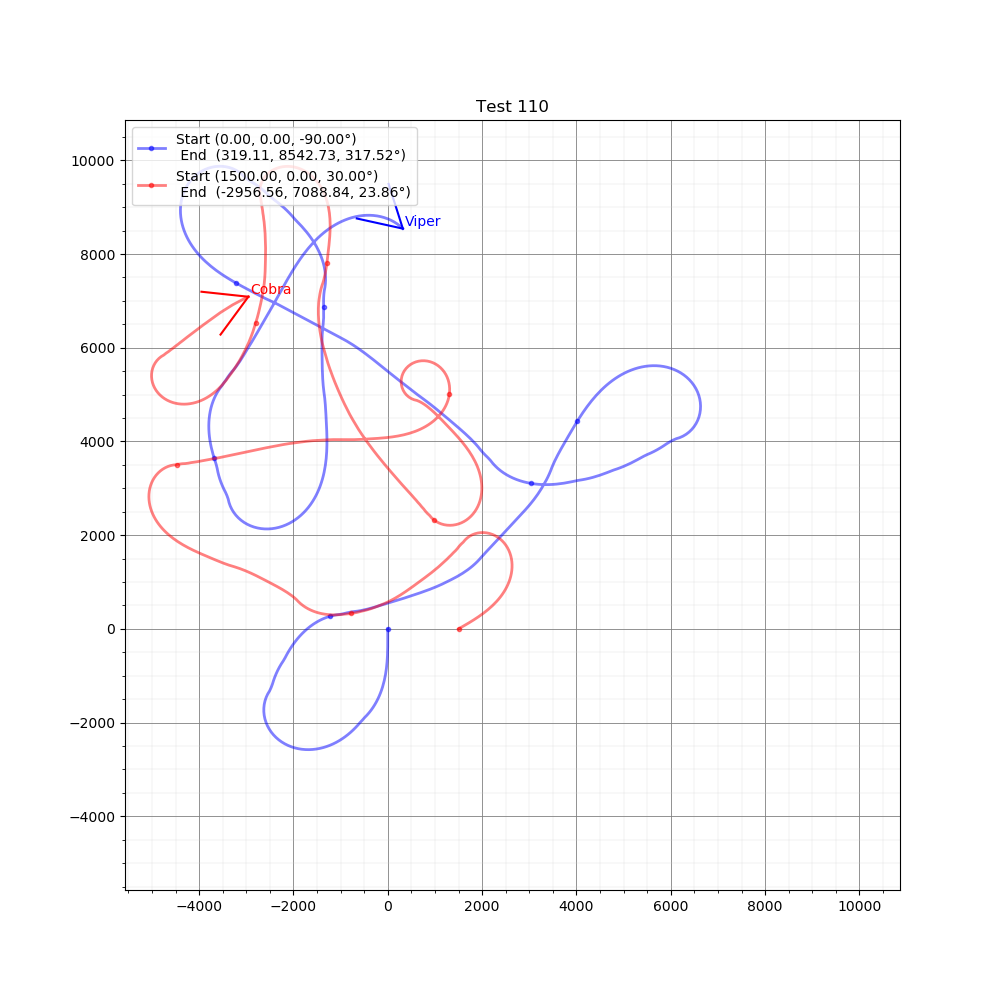 Test 110
Start (0.00, 0.00, -90.00°)
End (319.11, 8542.73, 317.52°)
Start (1500.00, 0.00, 30.00°)
End (-2956.56, 7088.84, 23.86°)
Viper
Cobra
10000
8000
6000
4000
2000
0
−2000
−4000
−4000 −2000 0 2000 4000 6000 8000 10000